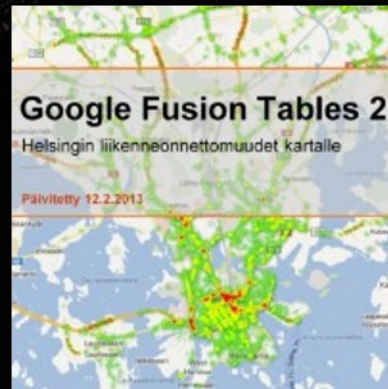 Google Fusion Tables 2
Helsingin liikenneonnettomuudet kartalle
Päivitetty 12.2.2013